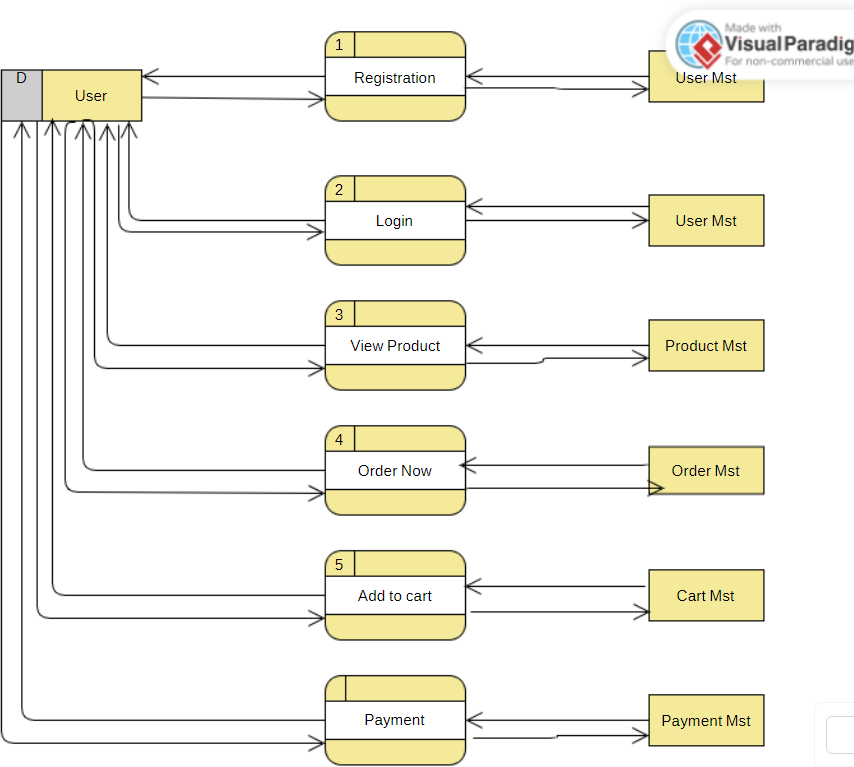 Made with
Visual Paradig
For non-commercial use
1
Registration
User Mst
D
User
2
Login
User Mst
3
View Product
Product Mst
4
Order Now
Order Mst
5
Add to cart
Cart Mst
Payment
Payment Mst